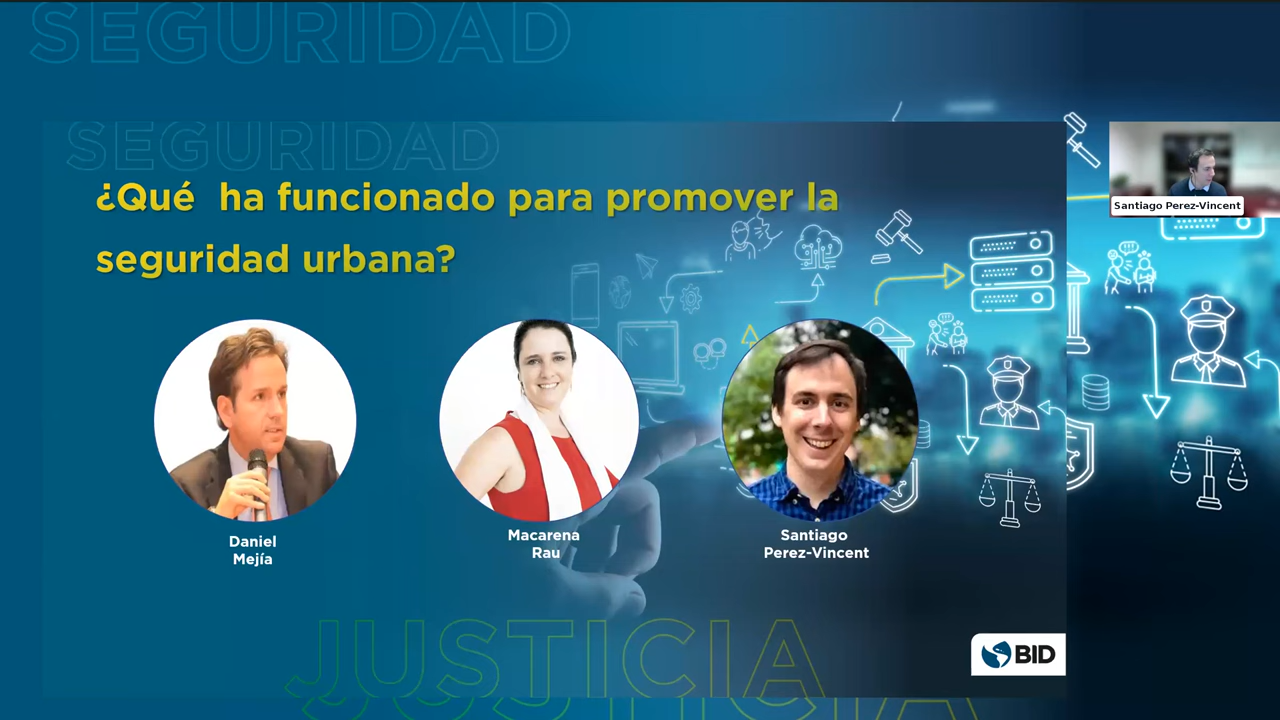 SEGURIDAD
SEGURIDAD
¿Qué ha funcionado para promover la
seguridad urbana?
Santiago Perez-Vincent
Daniel
Mejía
Macarena
Rau
Santiago
Perez-Vincent
JUSTICIA
JUSTICIA
BID